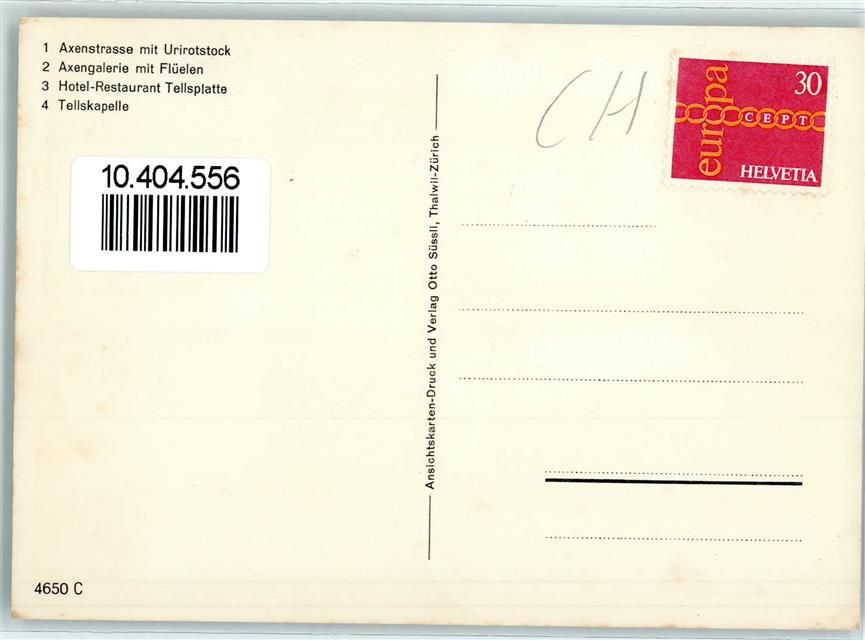 1 Axenstrasse mit Urirotstock
2 Axengalerie mit Flüelen
3 Hotel-Restaurant Tellsplatte
4 Tellskapelle
10.404.556
Ansichtskarten-Druck und Verlag Otto Süssli, Thalwil-Zürich
CH
europa
30
CEPT
HELVETIA
4650 C